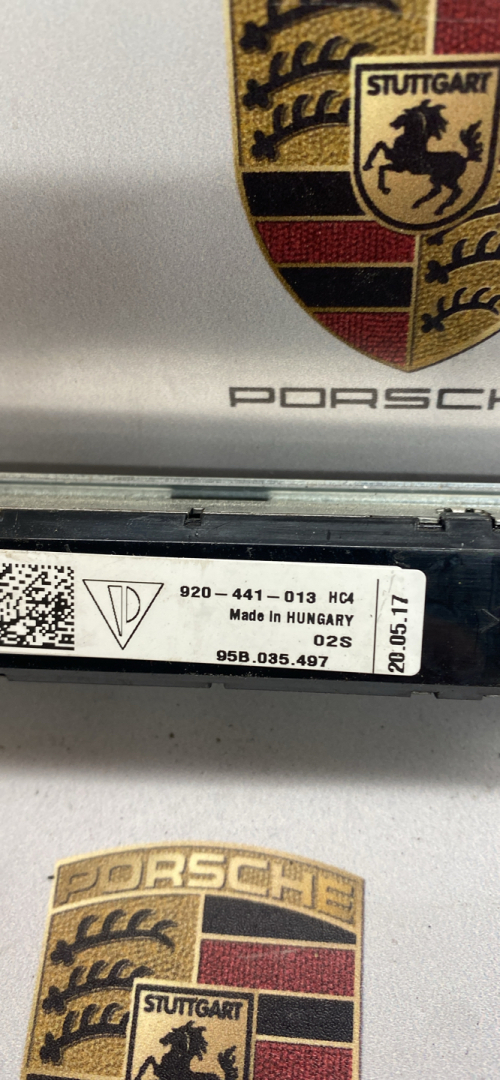 STUTTGART
PORSCH
920-441-013 HC4
Made in HUNGARY
02S
95B.035.497
20.05.17
PORSCHE
STUTTGART